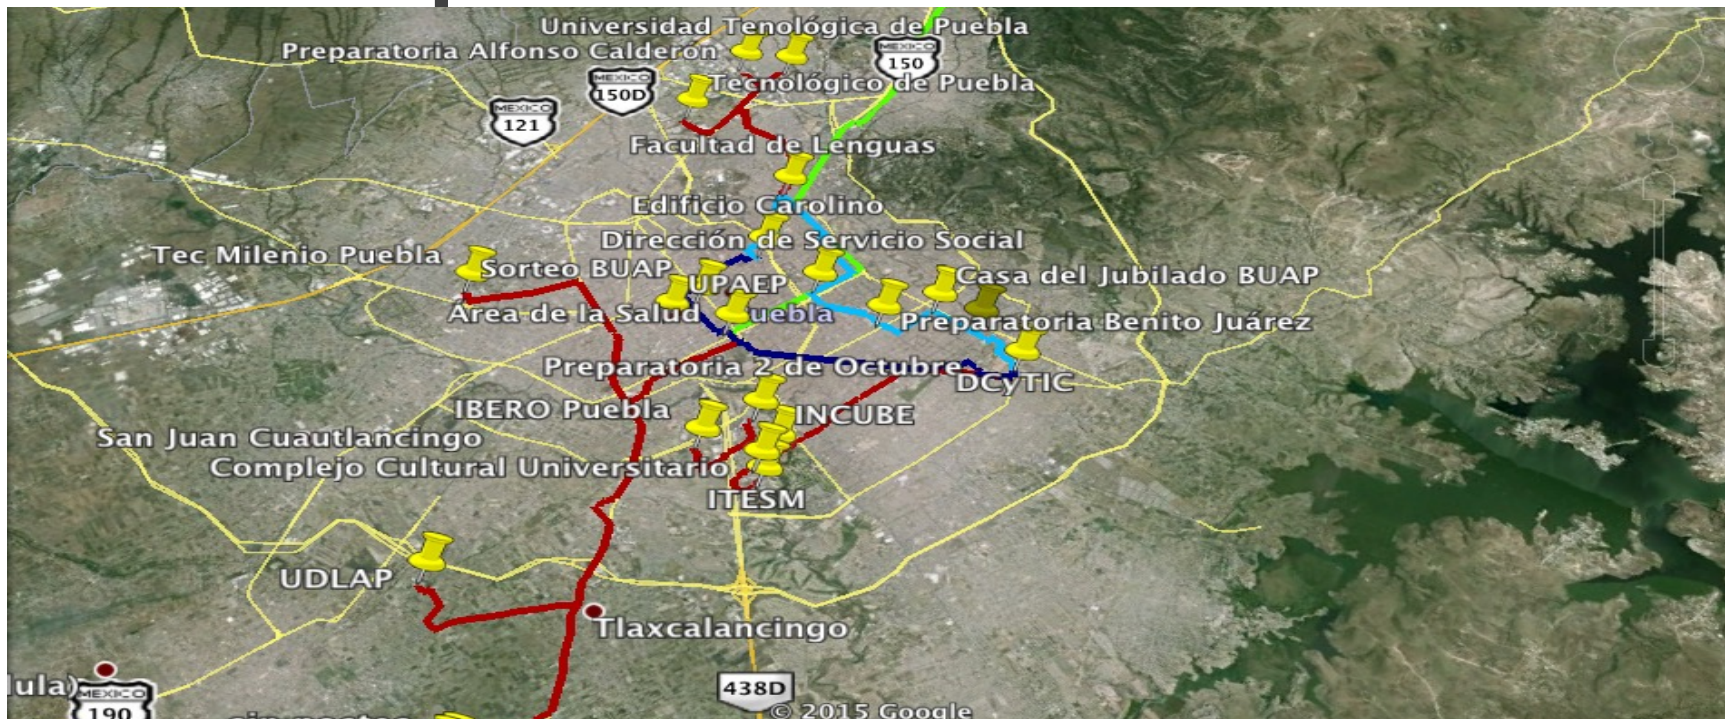 Universidad Tenológica de Puebla
Preparatoria Alfonso Calderón
MEXICO
150
MEXICO
150D
Tecnológico de Puebla
MEXICO
121
Facultad de Lenguas
Edificio Carolino
Dirección de Servicio Social
Tec Milenio Puebla
Sorteo BUAP
Casa del Jubilado BUAP
UPAEP
Área de la Salud
uebla
Preparatoria Benito Juárez
Preparatoria 2 de Octubre
DCyTIC
IBERO Puebla
INCUBE
San Juan Cuautlancingo
Complejo Cultural Universitario
ITESM
UDLAP
Tlaxcalancingo
lula)
MEXICO
190
438D
© 2015 Google